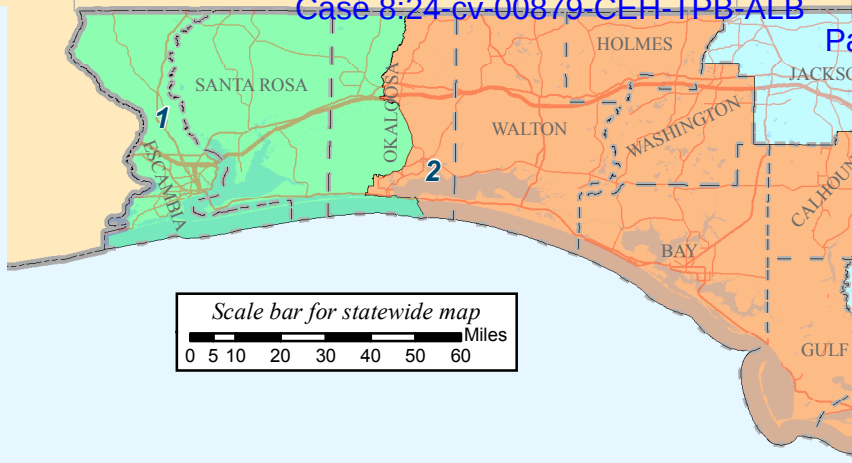 Case 8:24-cv-00879-CEH-TPB-ALB
Pa
HOLMES
JACKSO
SANTA ROSA
1
OKALOOSA
WALTON
WASHINGTON
ESCAMBIA
2
CALHOUN
BAY
Scale bar for statewide map
Miles
0 5 10 20 30 40 50 60
GULF